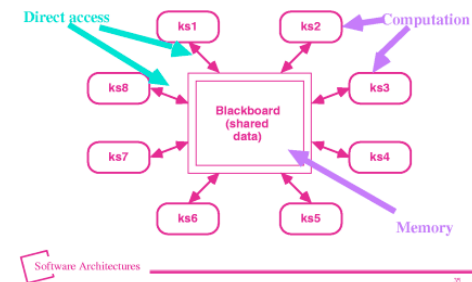 Direct access
ks1
ks2
Computation
ks8
ks3
Blackboard
(shared
data)
ks7
ks4
ks6
ks5
Memory
Software Architectures